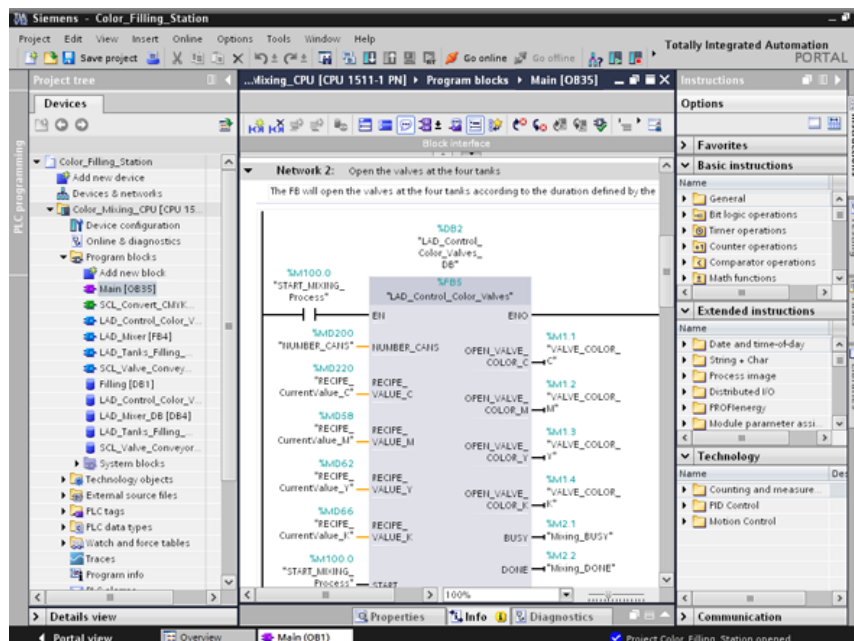 Siemens - Color_Filling_Station
Project Edit View Insert Online Options Tools Window Help
Save project
Go online
Go offline
Totally Integrated Automation
PORTAL
Project tree
...Mixing_CPU [CPU 1511-1 PN] Program blocks Main [OB35]
Instructions
Devices
Options
PLC programming
Block interface
Color_Filling_Station
Add new device
Devices & networks
Color_Mixing_CPU [CPU 15...
Device configuration
Online & diagnostics
Program blocks
Add new block
Main [OB35]
SCL_Convert_CMYK...
LAD_Control_Color_V...
LAD_Mixer [FB4]
LAD_Tanks_Filling_...
SCL_Valve_Convey...
Filling [DB1]
LAD_Control_Color_V...
LAD_Mixer_DB [DB4]
LAD_Tanks_Filling_...
SCL_Valve_Conveyor...
System blocks
Technology objects
External source files
PLC tags
PLC data types
Watch and force tables
Traces
Program info
Details view
Network 2: Open the valves at the four tanks
The FB will open the valves at the four tanks according to the duration defined by the
%DB2
"LAD_Control_
Color_Valves_
DB"
%M100.0
"START_MIXING_
Process"
%FB5
"LAD_Control_Color_Valves"
EN
ENO
%MD200
"NUMBER_CANS"
NUMBER_CANS
%M1.1
"VALVE_COLOR_
C"
OPEN_VALVE_
COLOR_C
%MD220
"RECIPE_
CurrentValue_C"
RECIPE_
VALUE_C
%M1.2
"VALVE_COLOR_
M"
OPEN_VALVE_
COLOR_M
%MD58
"RECIPE_
CurrentValue_M"
RECIPE_
VALUE_M
%M1.3
"VALVE_COLOR_
Y"
OPEN_VALVE_
COLOR_Y
%MD62
"RECIPE_
CurrentValue_Y"
RECIPE_
VALUE_Y
%M1.4
"VALVE_COLOR_
K"
OPEN_VALVE_
COLOR_K
%MD66
"RECIPE_
CurrentValue_K"
RECIPE_
VALUE_K
%M2.1
BUSY
"Mixing_BUSY"
%M100.0
"START_MIXING_
Process"
START
%M2.2
DONE
"Mixing_DONE"
100%
Properties
Info
Diagnostics
Favorites
Basic instructions
Name
General
Bit logic operations
Timer operations
Counter operations
Comparator operations
Math functions
Extended instructions
Name
Date and time-of-day
String + Char
Process image
Distributed I/O
PROFIenergy
Module parameter assi...
Technology
Name
Des
Counting and measure...
PID Control
Motion Control
Communication
Portal view
Overview
Main (OB1)
Project Color_Filling_Station opened